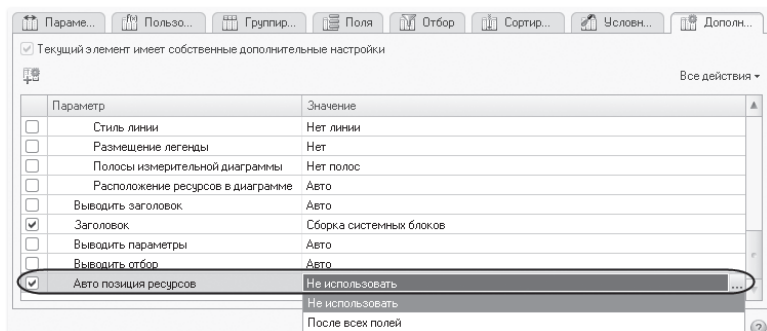 Параме... Пользо... Группир... Поля Отбор Сортир... Условн... Дополн...
Текущий элемент имеет собственные дополнительные настройки
Все действия
Параметр Значение
Стиль линии Нет линии
Размещение легенды Нет
Полосы измерительной диаграммы Нет полос
Расположение ресурсов в диаграмме Авто
Выводить заголовок Авто
Заголовок Сборка системных блоков
Выводить параметры Авто
Выводить отбор Авто
Авто позиция ресурсов Не использовать ...
Не использовать
После всех полей